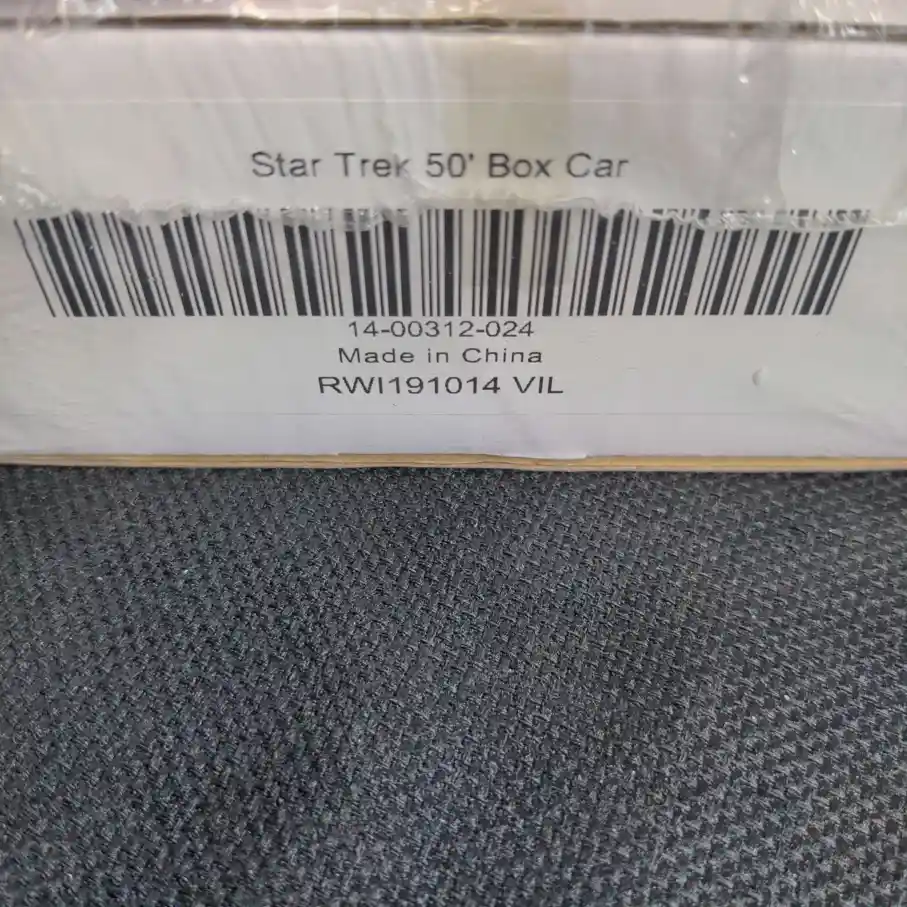 Star Trek 50' Box Car
14-00312-024
Made in China
RWI191014 VIL